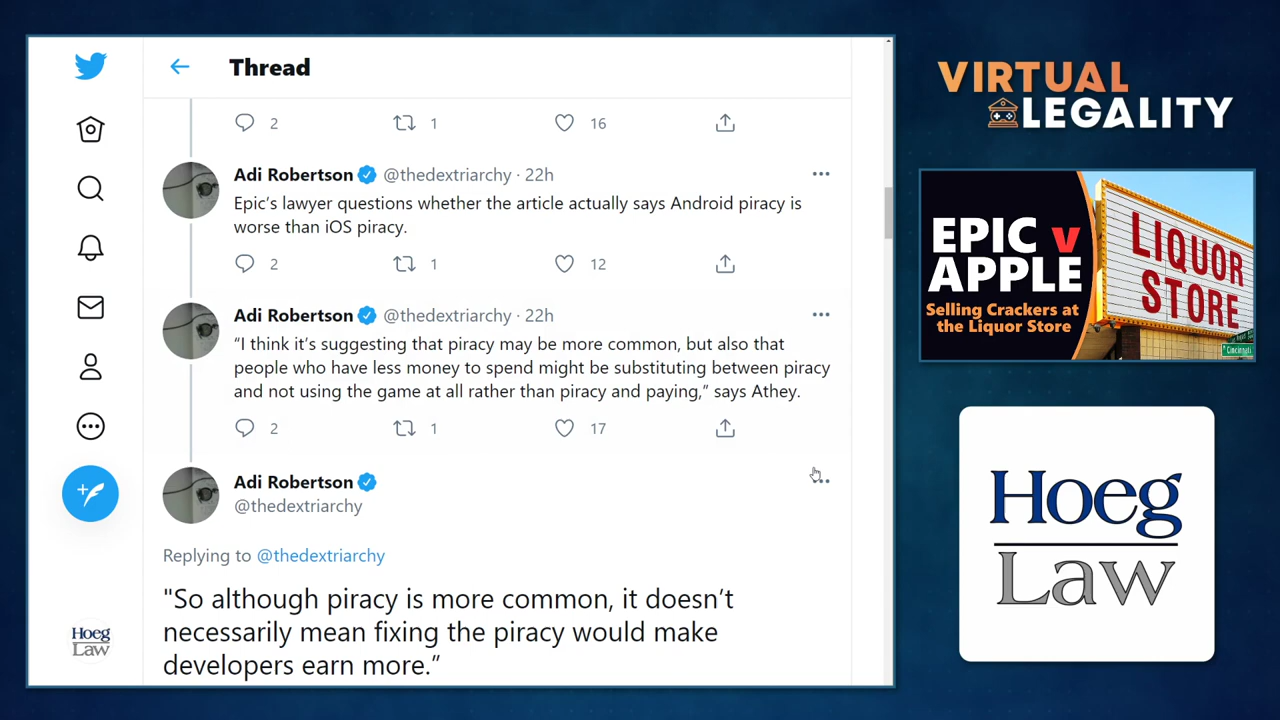 Thread
2 1 16
Adi Robertson @thedextriarchy · 22h
Epic's lawyer questions whether the article actually says Android piracy is
worse than iOS piracy.
2 1 12
Adi Robertson @thedextriarchy · 22h
“I think it's suggesting that piracy may be more common, but also that
people who have less money to spend might be substituting between piracy
and not using the game at all rather than piracy and paying,” says Athey.
2 1 17
Adi Robertson
@thedextriarchy
Replying to @thedextriarchy
"So although piracy is more common, it doesn’t
necessarily mean fixing the piracy would make
developers earn more.”
Hoeg
Law
VIRTUAL
LEGALITY
EPIC v
APPLE
Selling Crackers at
the Liquor Store
LIQUOR
STORE
Cincinnati
Hoeg
Law